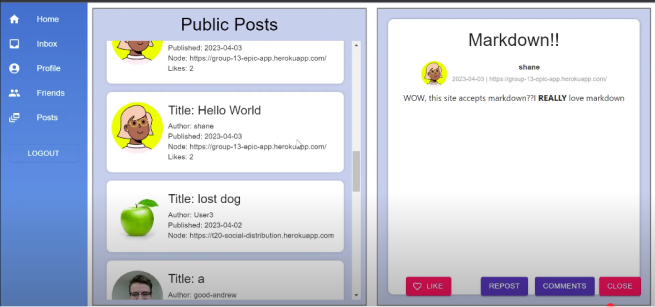 Home
Inbox
Profile
Friends
Posts
LOGOUT
Public Posts
Published: 2023-04-03
Node: https://group-13-epic-app.herokuapp.com/
Likes: 2
Title: Hello World
Author: shane
Published: 2023-04-03
Node: https://group-13-epic-app.herokuapp.com/
Likes: 2
Title: lost dog
Author: User3
Published: 2023-04-02
Node: https://t20-social-distribution.herokuapp.com
Title: a
Author: good-andrew
Markdown!!
shane
2023-04-03 | https://group-13-epic-app.herokuapp.com/
WOW, this site accepts markdown??I REALLY love markdown
LIKE
REPOST
COMMENTS
CLOSE